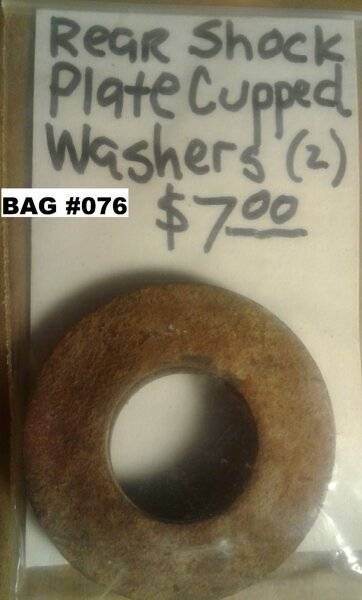 Rear Shock
Plate Cupped
Washers (2)
BAG #076
$7.00